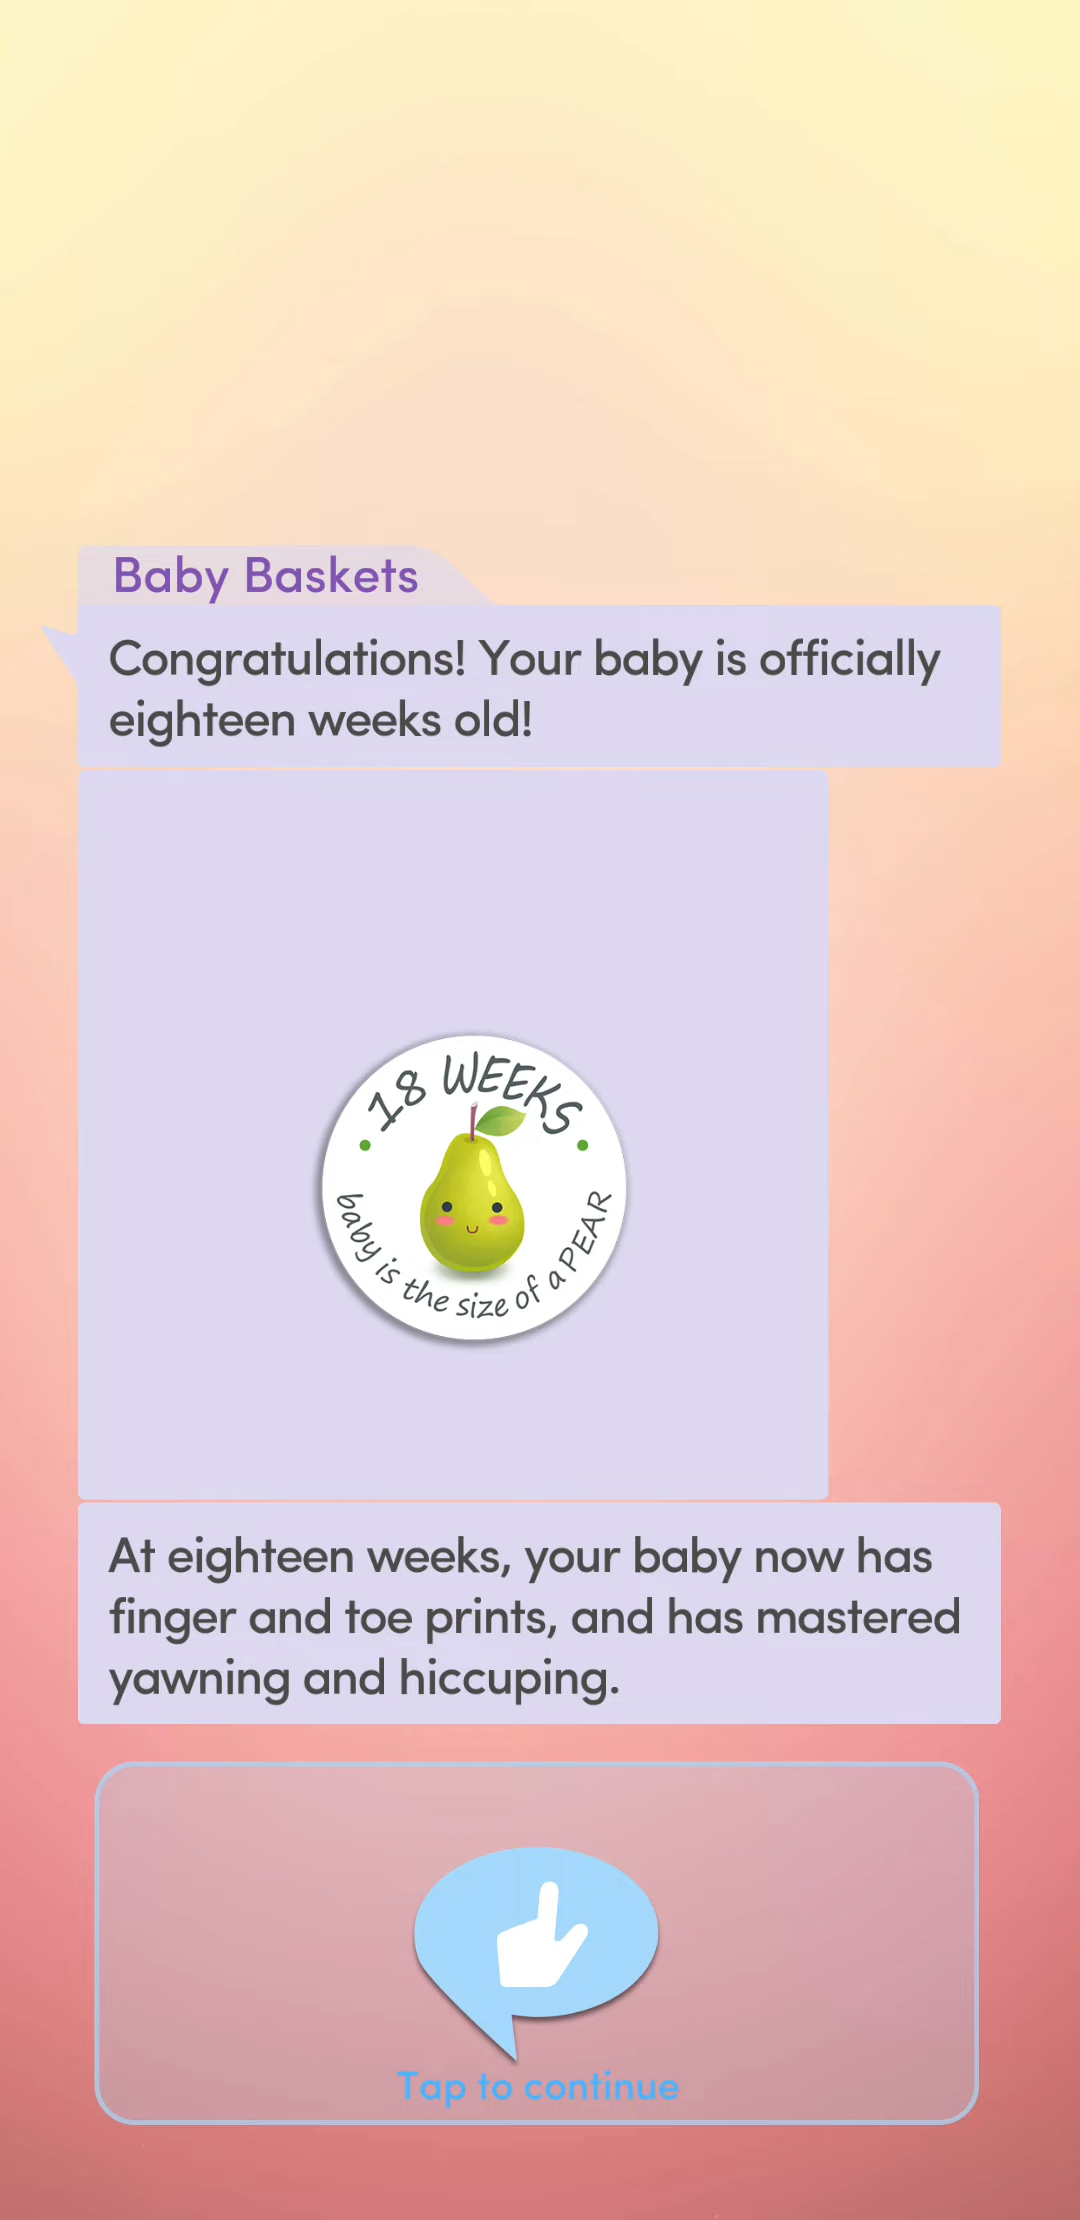 Baby Baskets
Congratulations! Your baby is officially
eighteen weeks old!
18 WEEKS
baby is the size of a PEAR
At eighteen weeks, your baby now has
finger and toe prints, and has mastered
yawning and hiccuping.
Tap to continue